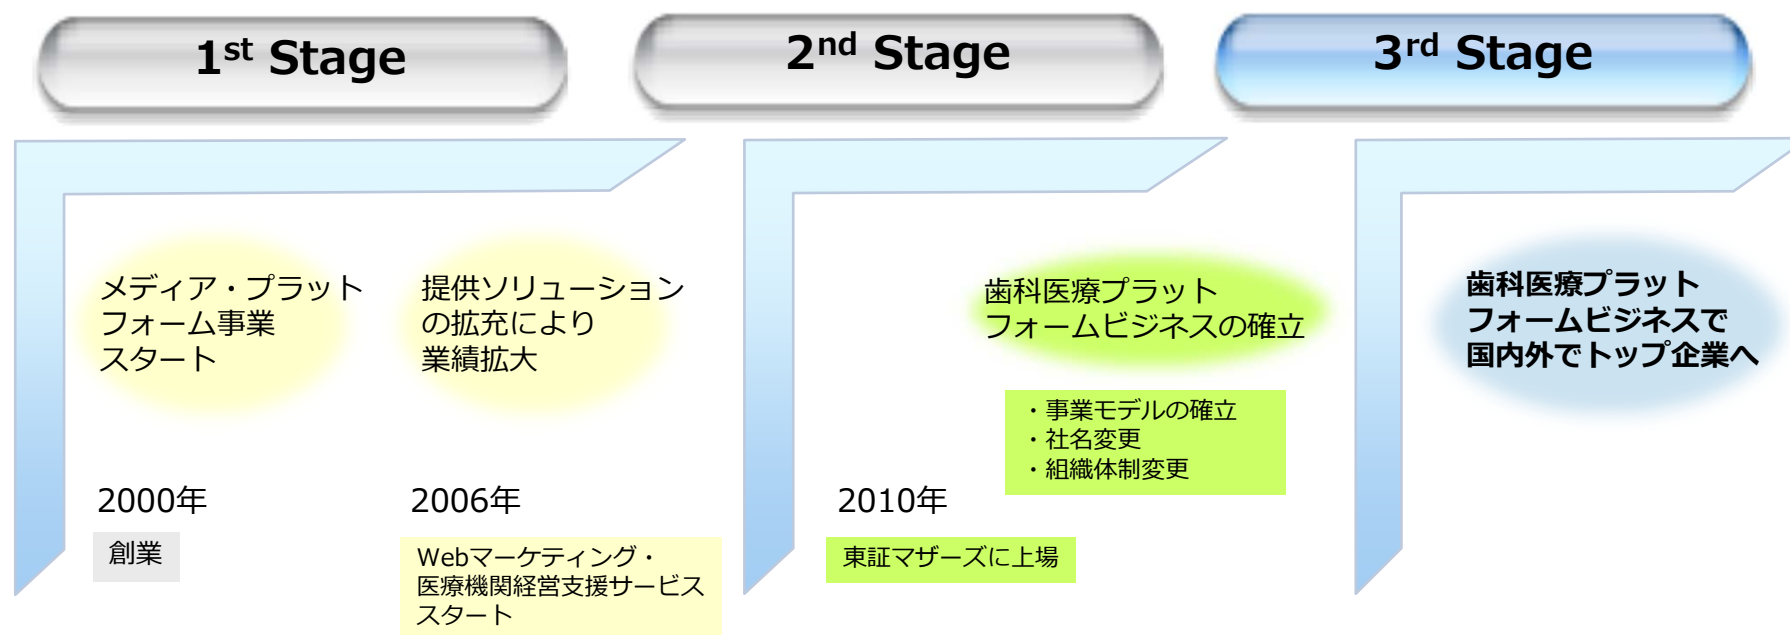 1st Stage
2nd Stage
3rd Stage
メディア・プラット
フォーム事業
スタート
提供ソリューション
の拡充により
業績拡大
歯科医療プラット
フォームビジネスの確立
歯科医療プラット
フォームビジネスで
国内外でトップ企業へ
・事業モデルの確立
・社名変更
・組織体制変更
2000年
2006年
2010年
創業
Webマーケティング・
医療機関経営支援サービス
スタート
東証マザーズに上場